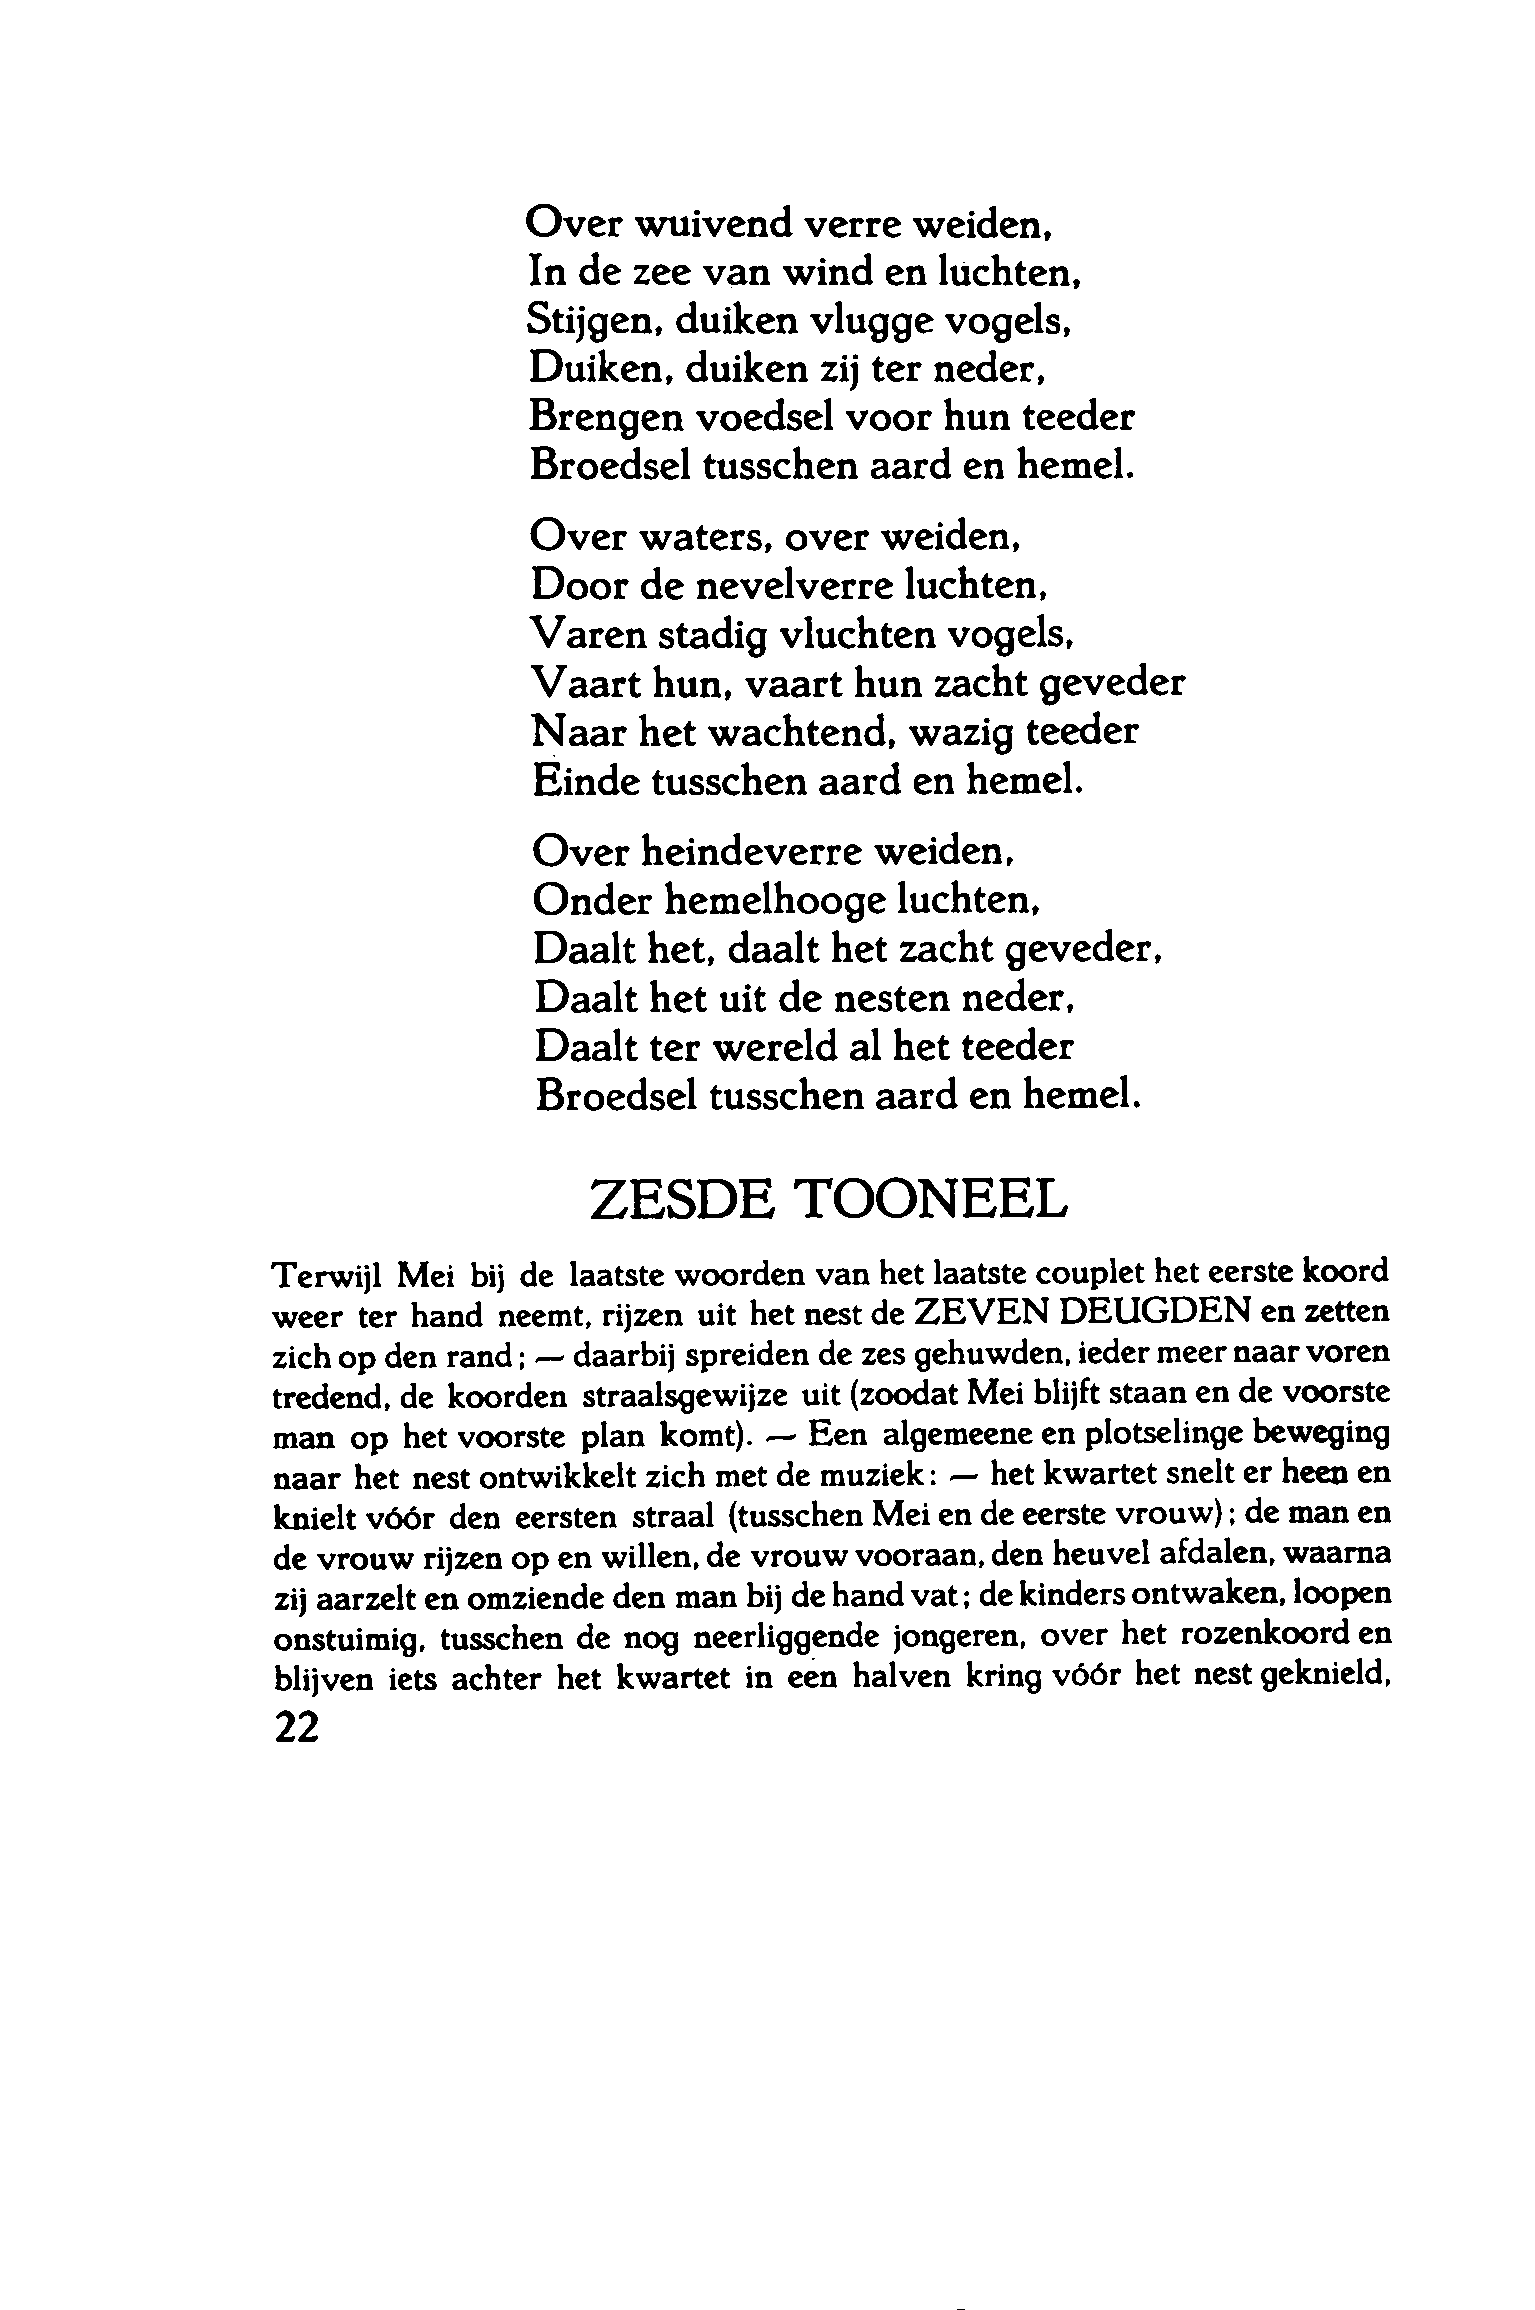 Over wuivend verre weiden,
In de zee van wind en luchten,
Stijgen, duiken vlugge vogels,
Duiken, duiken zij ter neder,
Brengen voedsel voor hun teeder
Broedsel tusschen aard en hemel.
Over waters, over weiden,
Door de nevelverre luchten,
Varen stadig vluchten vogels,
Vaart hun, vaart hun zacht geveder
Naar het wachtend, wazig teeder
Einde tusschen aard en hemel.
Over heindeverre weiden,
Onder hemelhooge luchten,
Daalt het, daalt het zacht geveder,
Daalt het uit de nesten neder,
Daalt ter wereld al het teeder
Broedsel tusschen aard en hemel.
ZESDE TOONEEL
Terwijl Mei bij de laatste woorden van het laatste couplet het eerste koord
weer ter hand neemt, rijzen uit het nest de ZEVEN DEUGDEN en zetten
zich op den rand; — daarbij spreiden de zes gehuwden, ieder meer naar voren
tredend, de koorden straalsgewijze uit (zoodat Mei blijft staan en de voorste
man op het voorste plan komt). — Een algemeene en plotselinge beweging
naar het nest ontwikkelt zich met de muziek: — het kwartet snelt er heen en
knielt vóór den eersten straal (tusschen Mei en de eerste vrouw); de man en
de vrouw rijzen op en willen, de vrouw vooraan, den heuvel afdalen, waarna
zij aarzelt en omziende den man bij de hand vat; de kinders ontwaken, loopen
onstuimig, tusschen de nog neerliggende jongeren, over het rozenkoord en
blijven iets achter het kwartet in een halven kring vóór het nest geknield,
22